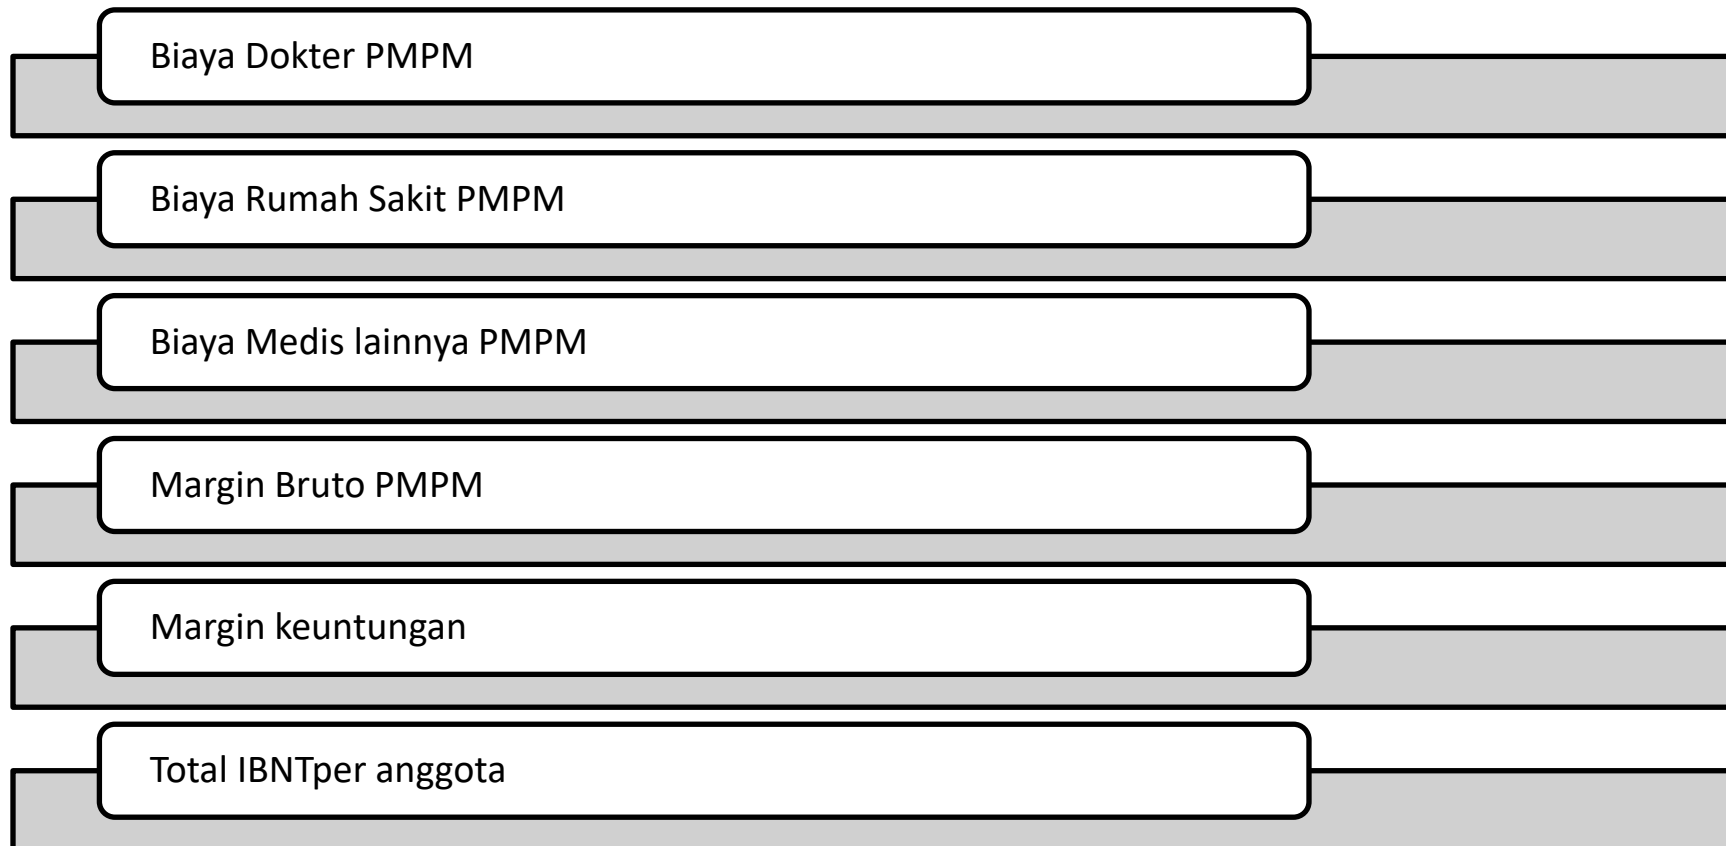 Biaya Dokter PMPM
Biaya Rumah Sakit PMPM
Biaya Medis lainnya PMPM
Margin Bruto PMPM
Margin keuntungan
Total IBNTper anggota